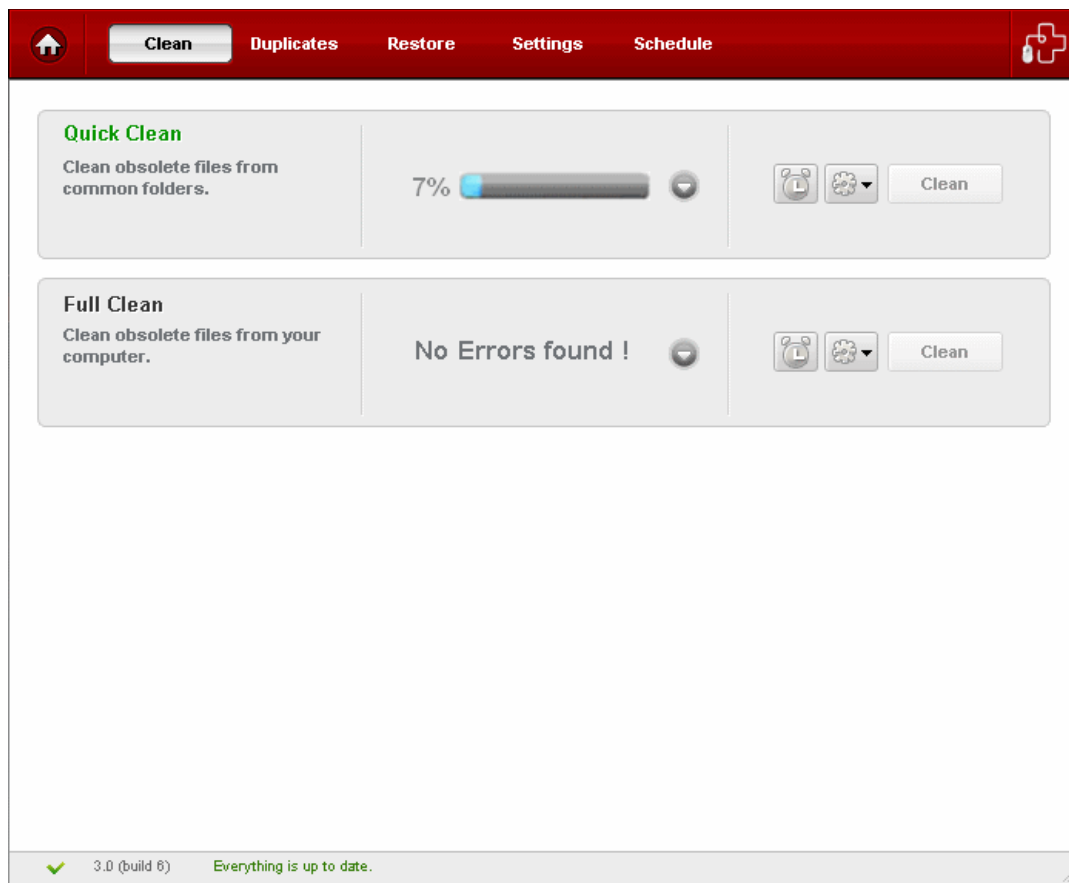 Clean Duplicates Restore Settings Schedule
Quick Clean
Clean obsolete files from
common folders.
7%
Clean
Full Clean
Clean obsolete files from your
computer.
No Errors found !
Clean
3.0 (build 6) Everything is up to date.